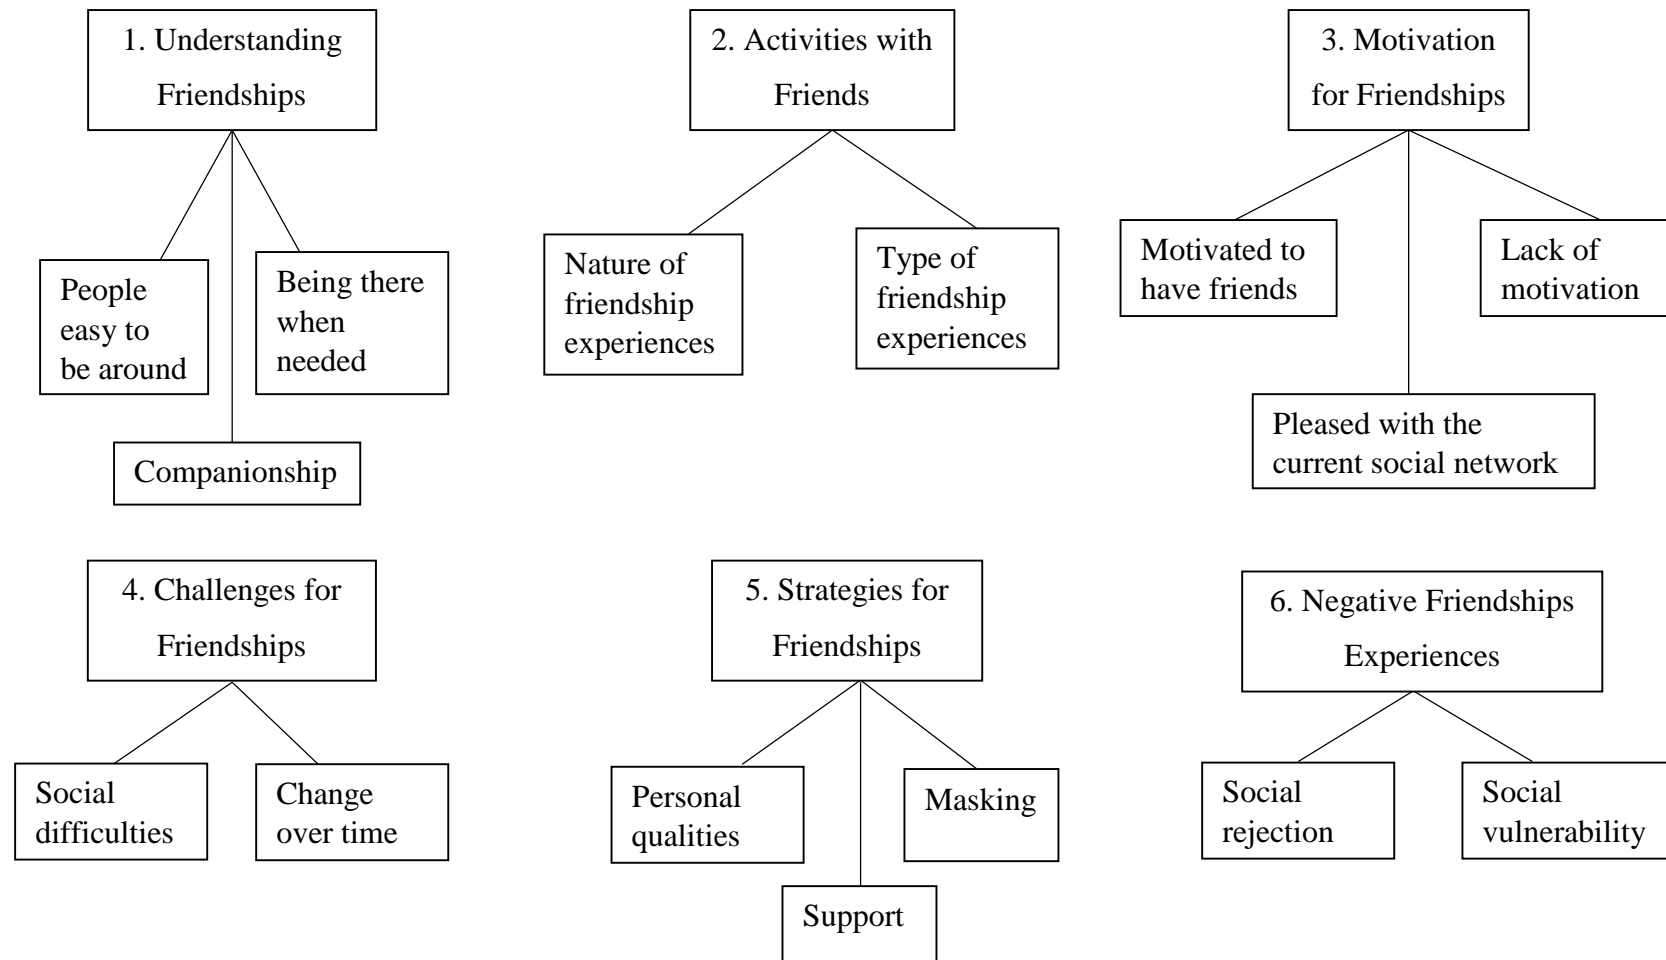 1. Understanding
Friendships
People
easy to
be around
Companionship
Being there
when
needed
2. Activities with
Friends
Nature of
friendship
experiences
Type of
friendship
experiences
3. Motivation
for Friendships
Motivated to
have friends
Pleased with the
current social network
Lack of
motivation
4. Challenges for
Friendships
Social
difficulties
Change
over time
5. Strategies for
Friendships
Personal
qualities
Support
Masking
6. Negative Friendships
Experiences
Social
rejection
Social
vulnerability